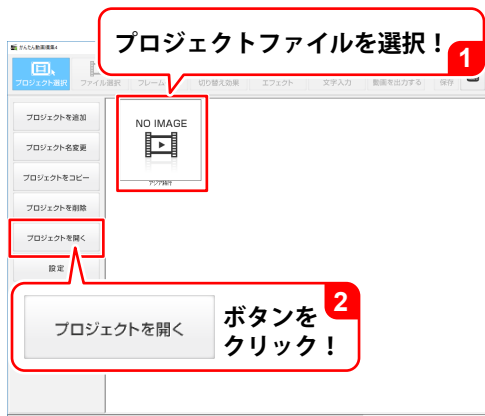 かんたん動画編集4
プロジェクトファイルを選択！
1
プロジェクト選択 ファイル選択 フレーム 切り替え効果 エフェクト 文字入力 動画を出力する 保存
プロジェクトを追加
プロジェクト名変更
プロジェクトをコピー
プロジェクトを削除
プロジェクトを開く
設定
NO IMAGE
アジア旅行
2
プロジェクトを開く
ボタンを
クリック！